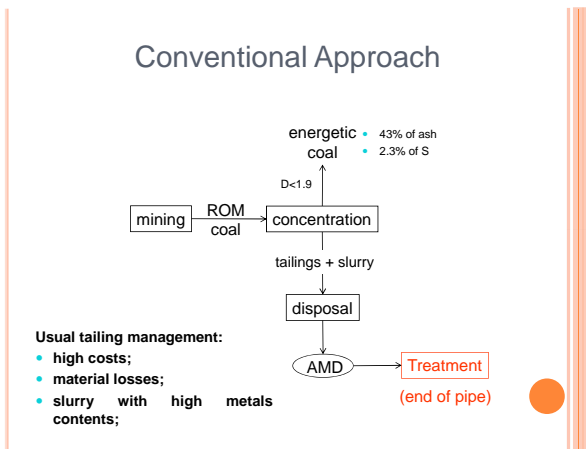 Conventional Approach
energetic
coal
• 43% of ash
• 2.3% of S
D<1.9
mining
ROM
coal
concentration
tailings + slurry
disposal
Usual tailing management:
• high costs;
• material losses;
• slurry with high metals
contents;
AMD
Treatment
(end of pipe)